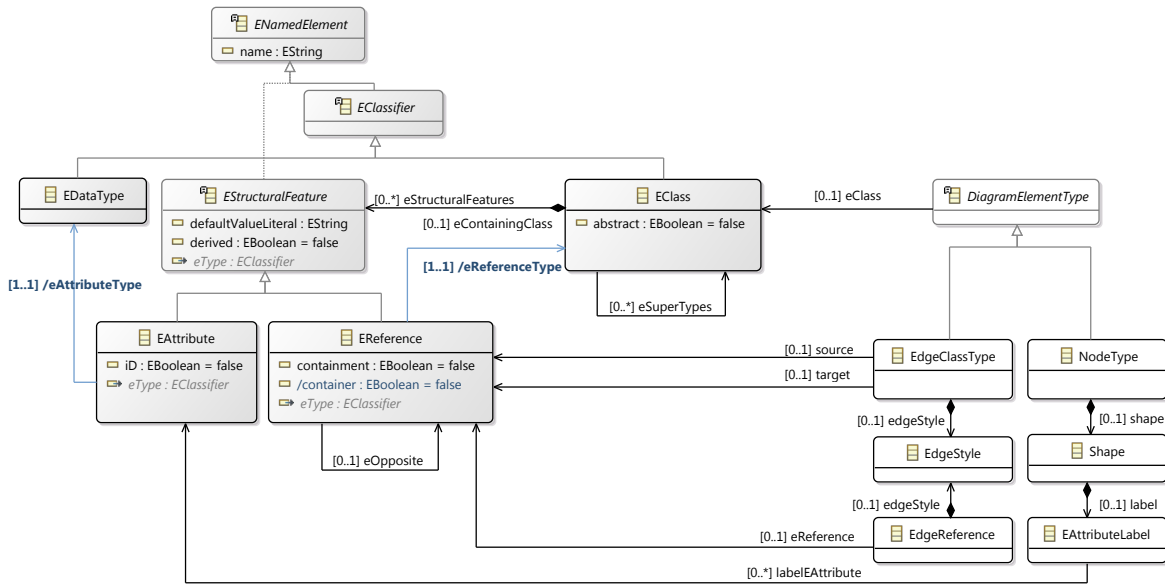 ENamedElement
name : EString
EClassifier
EDataType
EStructuralFeature
defaultValueLiteral : EString
derived : EBoolean = false
eType : EClassifier
[0..*] eStructuralFeatures
[0..1] eContainingClass
EClass
abstract : EBoolean = false
[0..1] eClass
DiagramElementType
[1..1] /eAttributeType
[1..1] /eReferenceType
[0..*] eSuperTypes
EAttribute
iD : EBoolean = false
eType : EClassifier
EReference
containment : EBoolean = false
/container : EBoolean = false
eType : EClassifier
[0..1] source
[0..1] target
EdgeClassType
NodeType
[0..1] edgeStyle
[0..1] shape
[0..1] eOpposite
EdgeStyle
Shape
[0..1] edgeStyle
[0..1] label
[0..1] eReference
EdgeReference
EAttributeLabel
[0..*] labelEAttribute